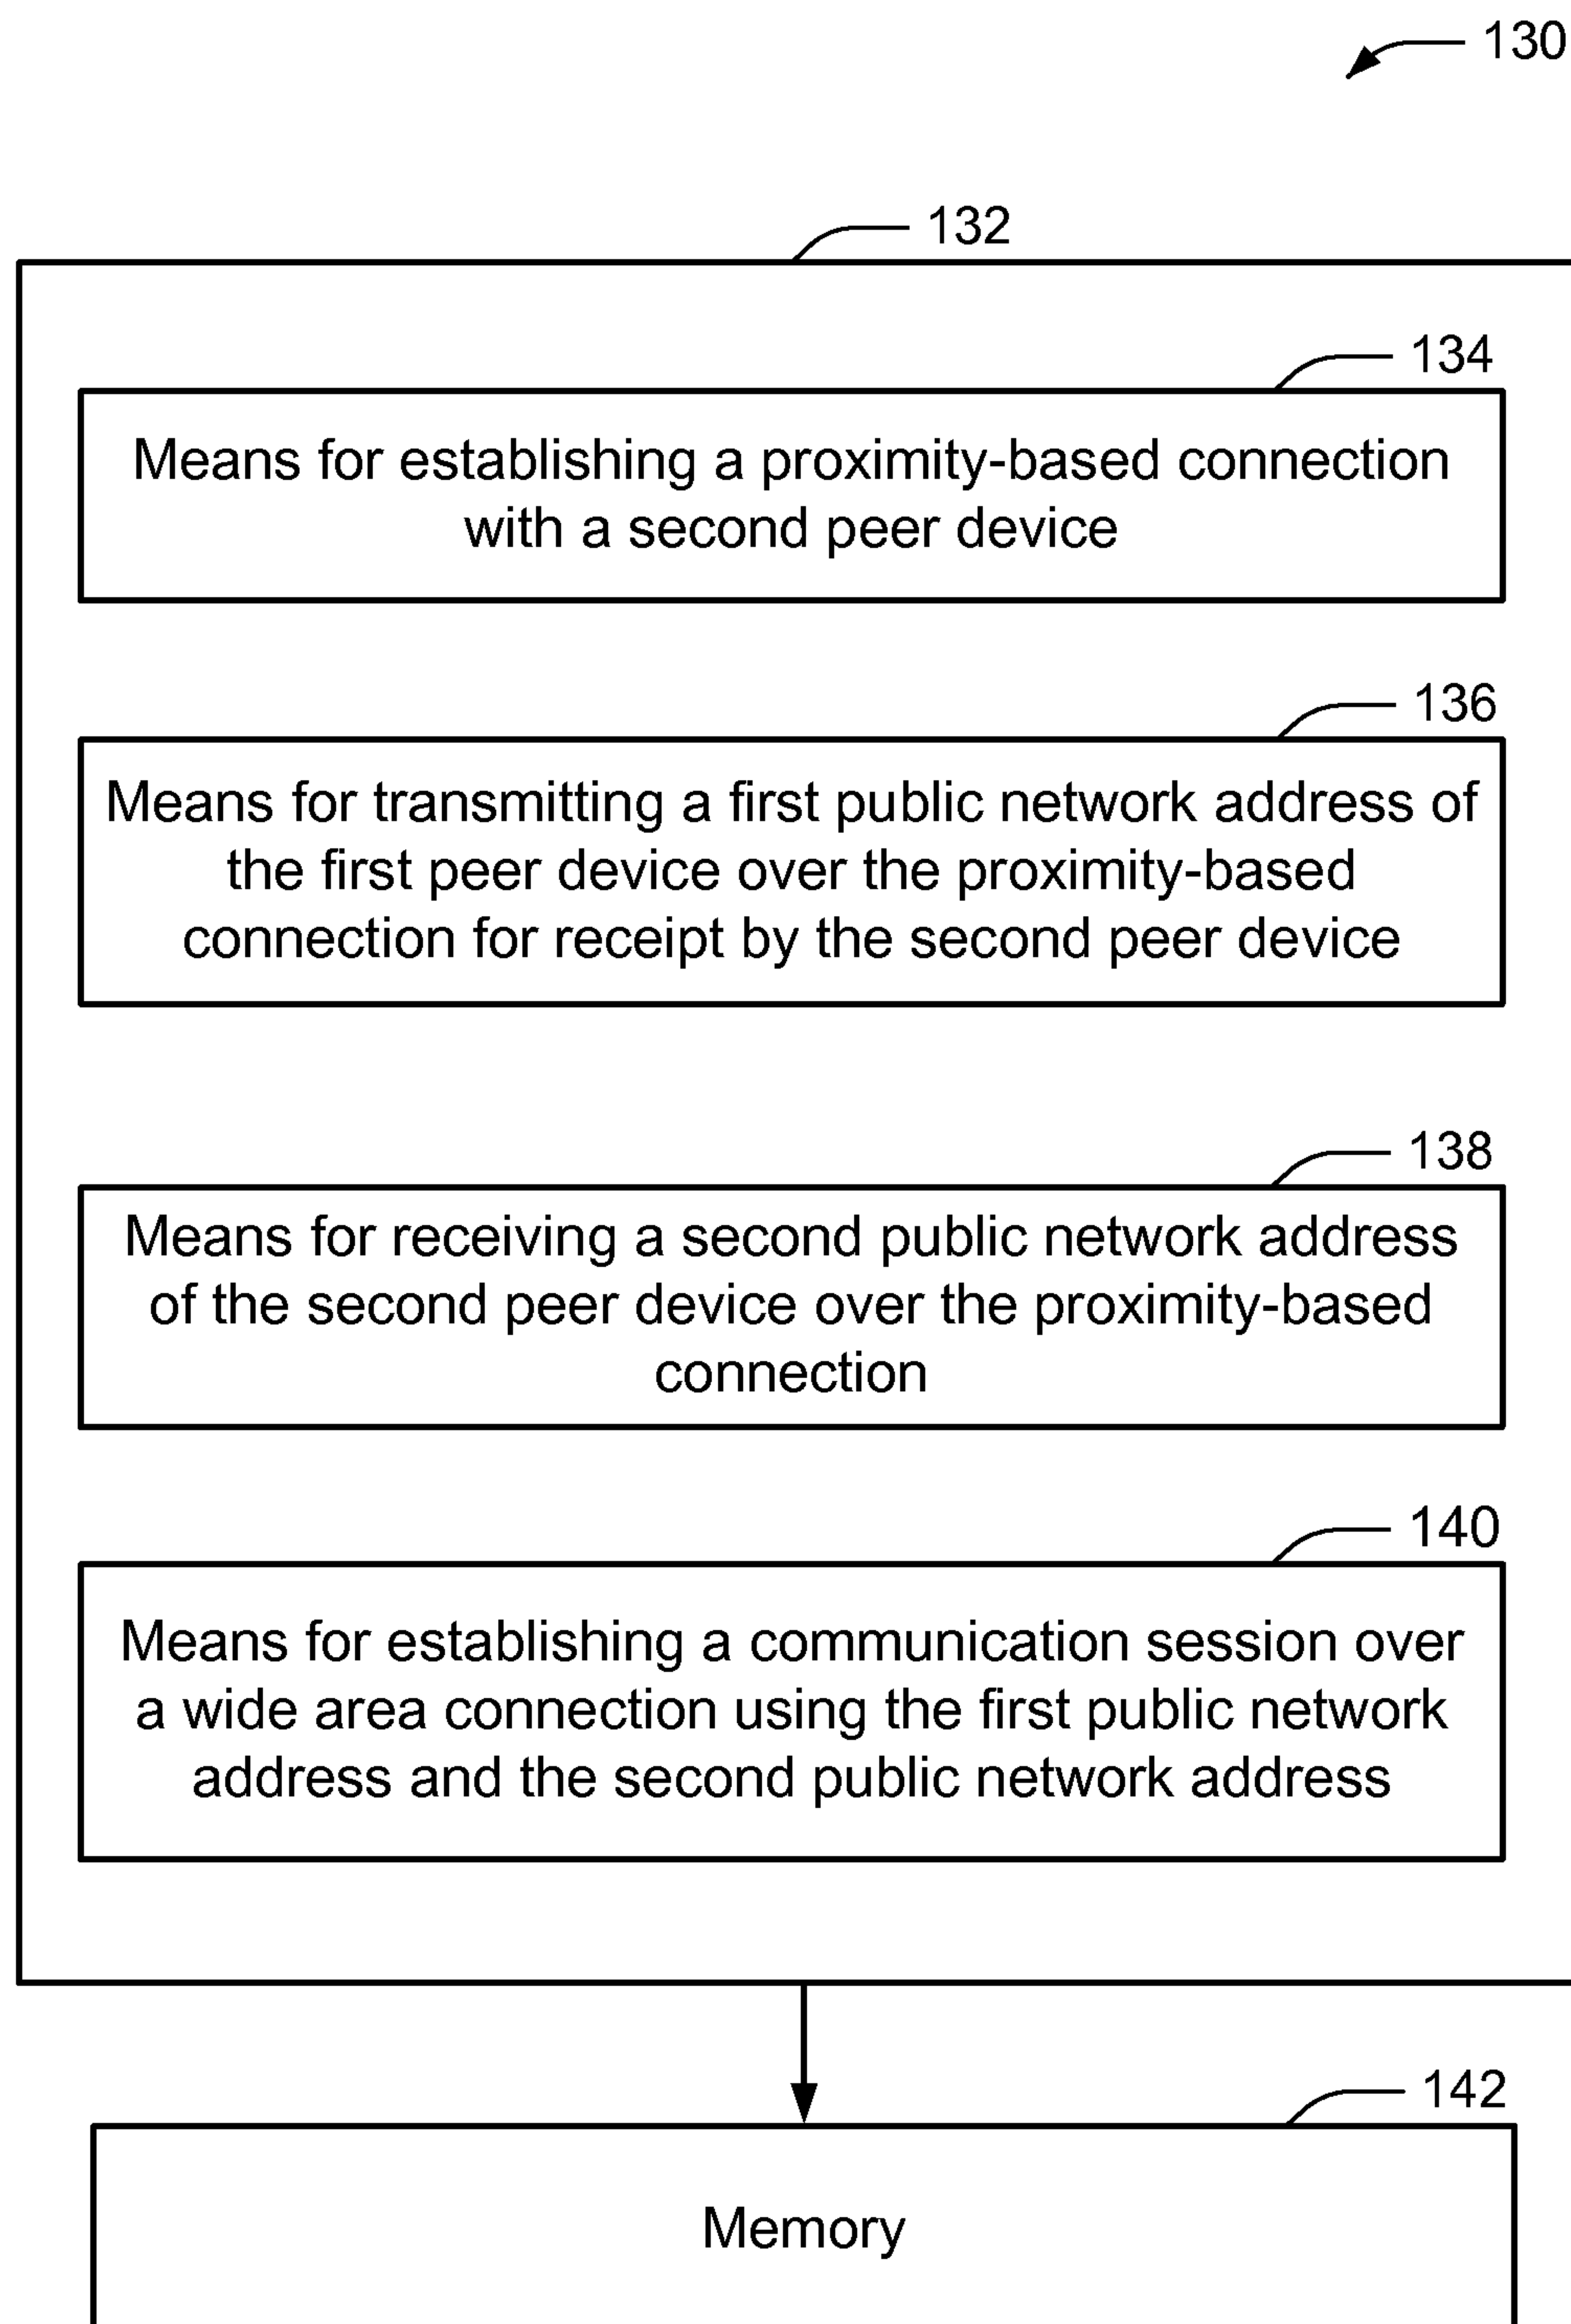 130
132
134
Means for establishing a proximity-based connection
with a second peer device
136
Means for transmitting a first public network address of
the first peer device over the proximity-based
connection for receipt by the second peer device
138
Means for receiving a second public network address
of the second peer device over the proximity-based
connection
140
Means for establishing a communication session over
a wide area connection using the first public network
address and the second public network address
142
Memory